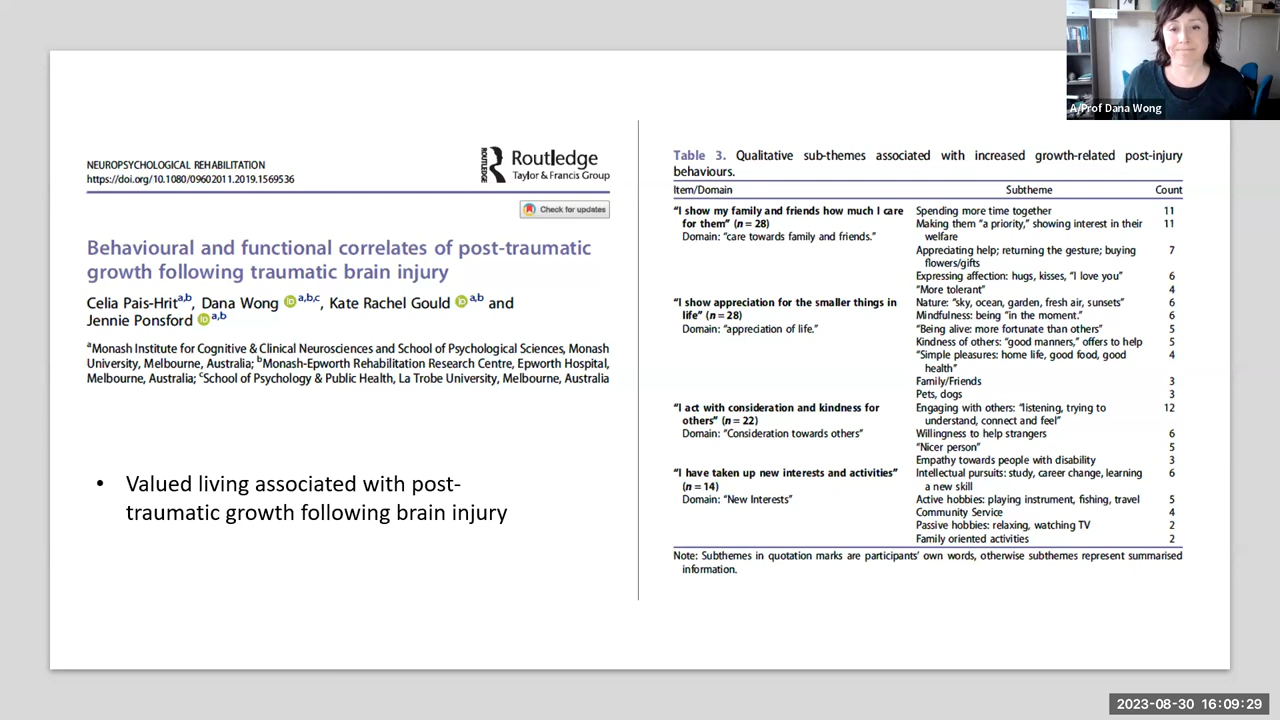 A/Prof Dana Wong
NEUROPSYCHOLOGICAL REHABILITATION
https://doi.org/10.1080/09602011.2019.1569536
ROUTLEDGE
Routledge
Taylor & Francis Group
Check for updates
Behavioural and functional correlates of post-traumatic
growth following traumatic brain injury
Celia Pais-Hrit a,b, Dana Wong iD a,b,c, Kate Rachel Gould iD a,b and
Jennie Ponsford iD a,b
aMonash Institute for Cognitive & Clinical Neurosciences and School of Psychological Sciences, Monash
University, Melbourne, Australia; bMonash-Epworth Rehabilitation Research Centre, Epworth Hospital,
Melbourne, Australia; cSchool of Psychology & Public Health, La Trobe University, Melbourne, Australia
• Valued living associated with post-
traumatic growth following brain injury
Table 3. Qualitative sub-themes associated with increased growth-related post-injury
behaviours.
Item/Domain Subtheme Count
"I show my family and friends how much I care Spending more time together 11
for them" (n = 28) Making them "a priority," showing interest in their 11
Domain: "care towards family and friends." welfare
Appreciating help; returning the gesture; buying 7
flowers/gifts
Expressing affection: hugs, kisses, "I love you" 6
"More tolerant" 4
"I show appreciation for the smaller things in Nature: "sky, ocean, garden, fresh air, sunsets" 6
life" (n = 28) Mindfulness: being "in the moment." 6
Domain: "appreciation of life." "Being alive: more fortunate than others" 5
Kindness of others: "good manners," offers to help 5
"Simple pleasures: home life, good food, good 4
health"
Family/Friends 3
Pets, dogs 3
"I act with consideration and kindness for Engaging with others: "listening, trying to 12
others" (n = 22) understand, connect and feel"
Domain: "Consideration towards others" Willingness to help strangers 6
"Nicer person" 5
Empathy towards people with disability 3
"I have taken up new interests and activities" Intellectual pursuits: study, career change, learning 6
(n = 14) a new skill
Domain: "New Interests" Active hobbies: playing instrument, fishing, travel 5
Community Service 4
Passive hobbies: relaxing, watching TV 2
Family oriented activities 2
Note: Subthemes in quotation marks are participants' own words, otherwise subthemes represent summarised
information.
2023-08-30 16:09:29